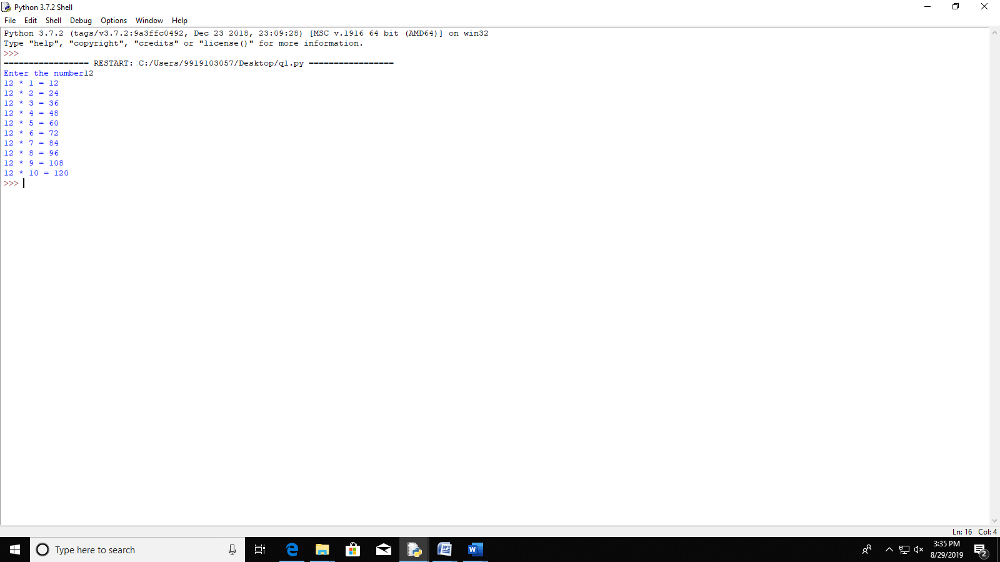 Python 3.7.2 Shell
File Edit Shell Debug Options Window Help
Python 3.7.2 (tags/v3.7.2:9a3ffc0492, Dec 23 2018, 23:09:28) [MSC v.1916 64 bit (AMD64)] on win32
Type "help", "copyright", "credits" or "license()" for more information.
>>>
================= RESTART: C:/Users/9919103057/Desktop/q1.py =================
Enter the number12
12 * 1 = 12
12 * 2 = 24
12 * 3 = 36
12 * 4 = 48
12 * 5 = 60
12 * 6 = 72
12 * 7 = 84
12 * 8 = 96
12 * 9 = 108
12 * 10 = 120
>>>
Ln: 16 Col: 4
Type here to search
3:35 PM
8/29/2019
2